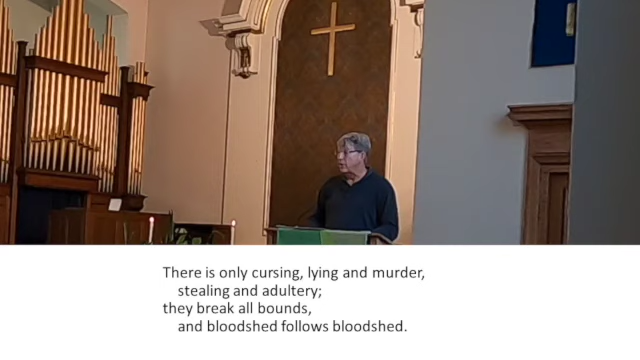 There is only cursing, lying and murder,
stealing and adultery;
they break all bounds,
and bloodshed follows bloodshed.